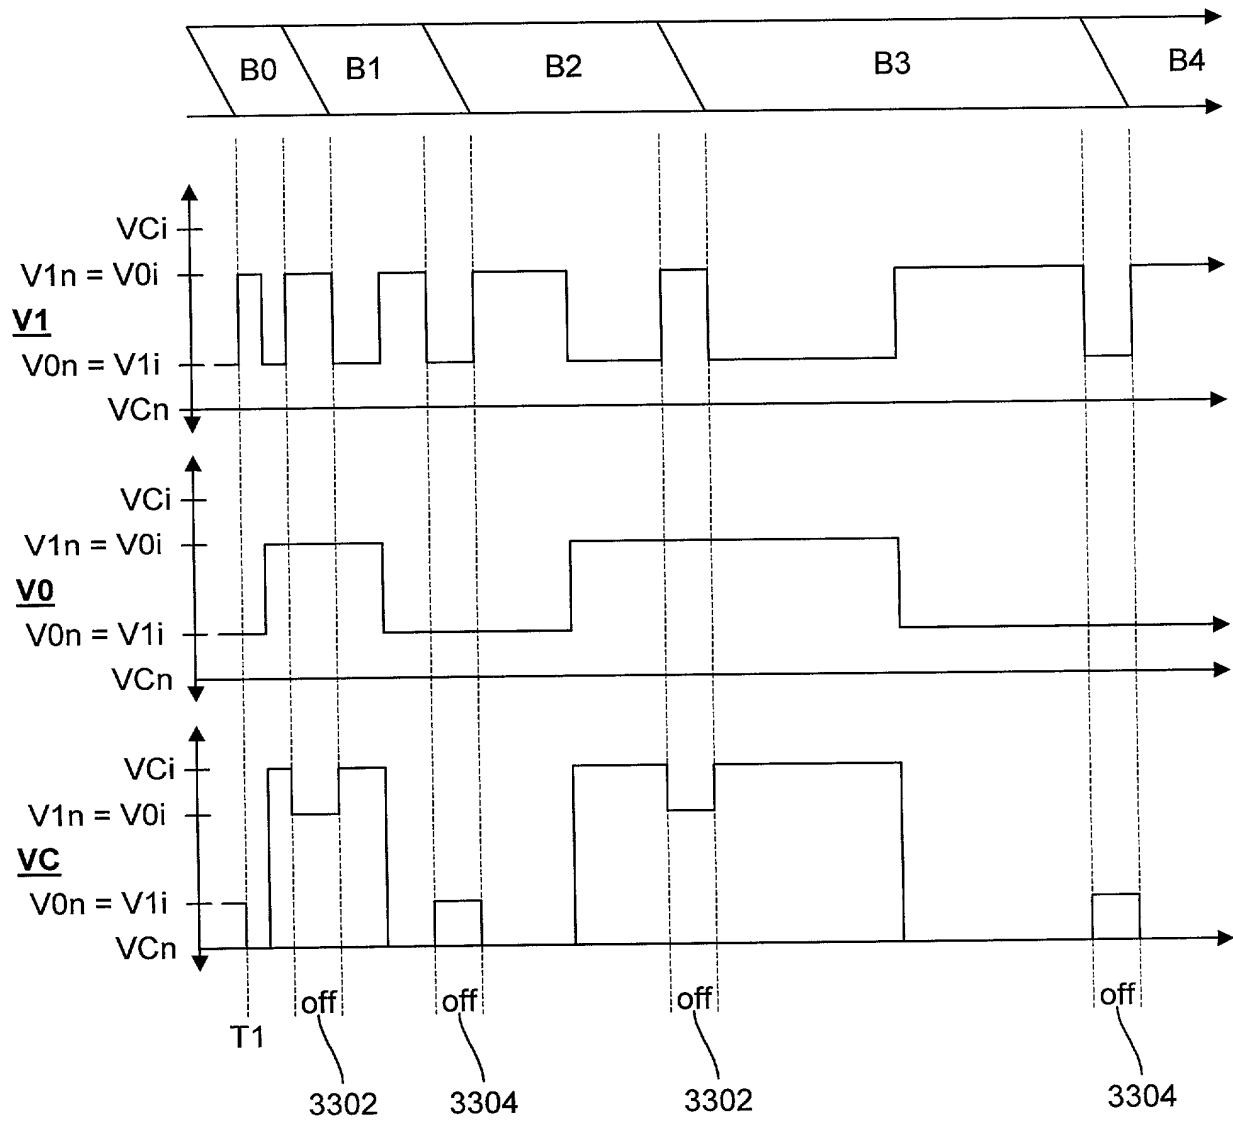 B0 B1 B2 B3 B4
VCi
V1n = V0i
V1
V0n = V1i
VCn
VCi
V1n = V0i
V0
V0n = V1i
VCn
VCi
V1n = V0i
VC
V0n = V1i
VCn
off off off off
T1
3302 3304 3302 3304